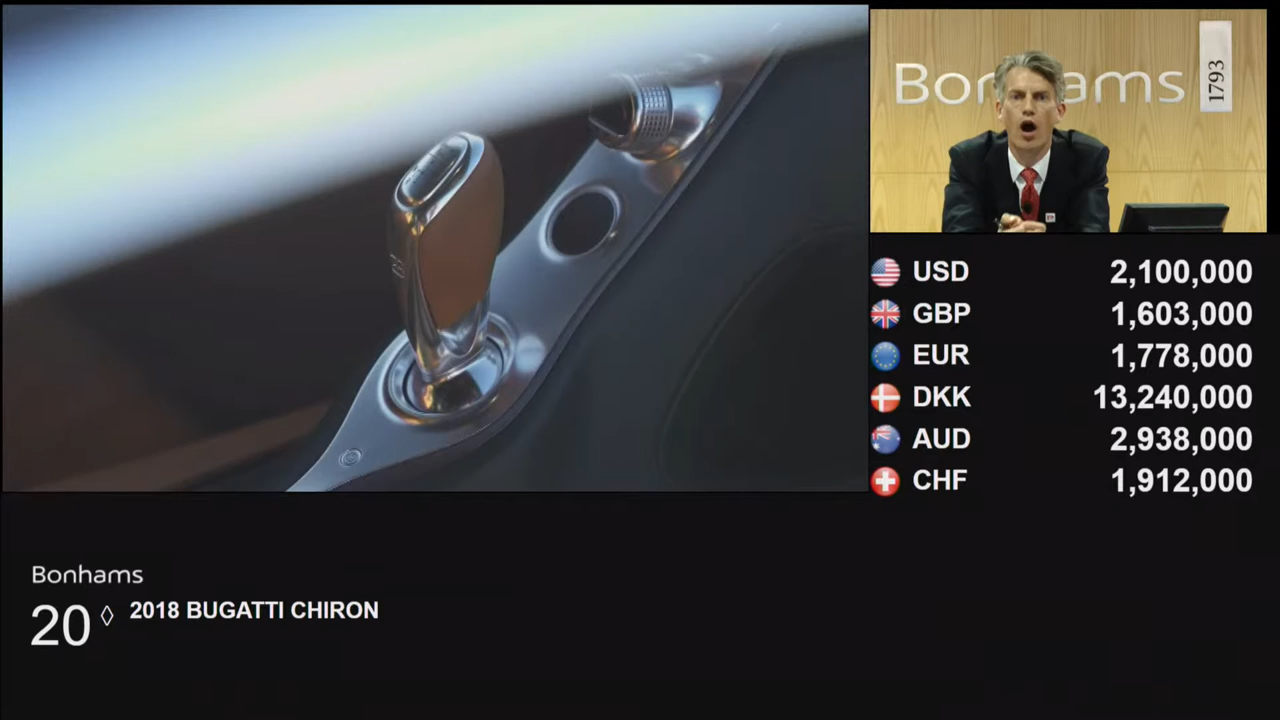 Bonhams
1793
USD 2,100,000
GBP 1,603,000
EUR 1,778,000
DKK 13,240,000
AUD 2,938,000
CHF 1,912,000
Bonhams
20 ◊ 2018 BUGATTI CHIRON